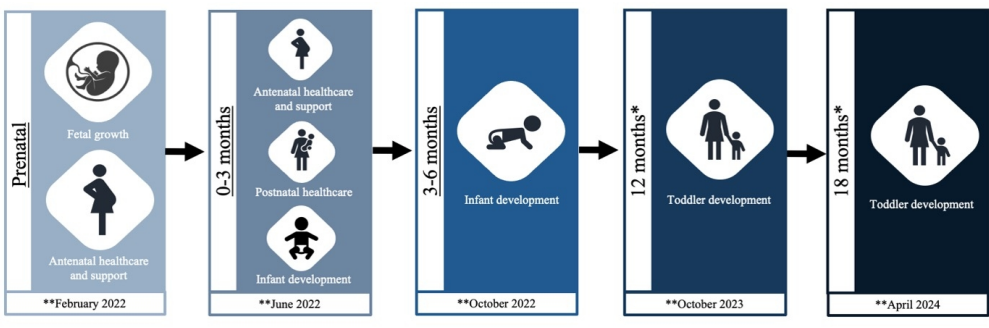 Prenatal
Fetal growth
Antenatal healthcare
and support
**February 2022
0-3 months
Antenatal healthcare
and support
Postnatal healthcare
Infant development
**June 2022
3-6 months
Infant development
**October 2022
12 months*
Toddler development
**October 2023
18 months*
Toddler development
**April 2024